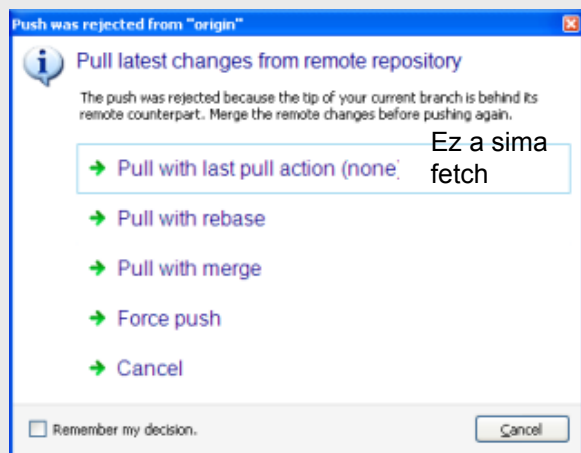 Push was rejected from "origin"
Pull latest changes from remote repository
The push was rejected because the tip of your current branch is behind its
remote counterpart. Merge the remote changes before pushing again.
Pull with last pull action (none)
Ez a sima
fetch
Pull with rebase
Pull with merge
Force push
Cancel
Remember my decision.
Cancel